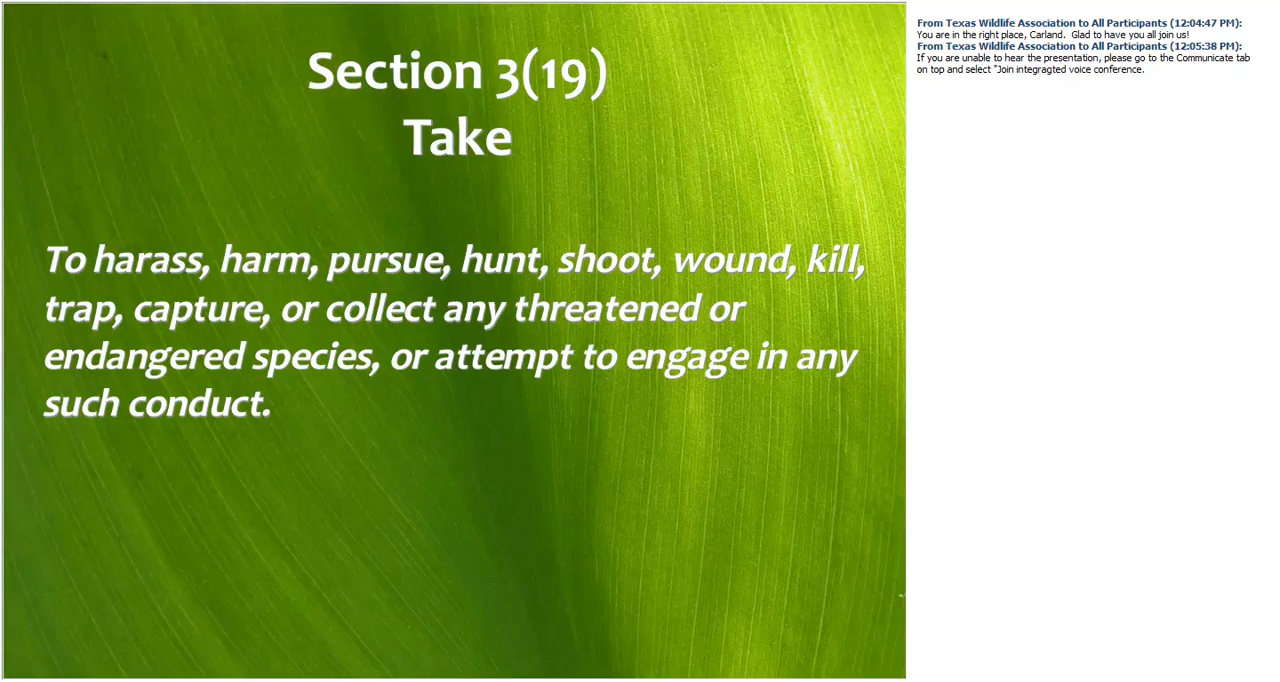 Section 3(19)
Take
To harass, harm, pursue, hunt, shoot, wound, kill,
trap, capture, or collect any threatened or
endangered species, or attempt to engage in any
such conduct.
From Texas Wildlife Association to All Participants (12:04:47 PM):
You are in the right place, Carland.  Glad to have you all join us!
From Texas Wildlife Association to All Participants (12:05:38 PM):
If you are unable to hear the presentation, please go to the Communicate tab
on top and select "Join integragted voice conference.